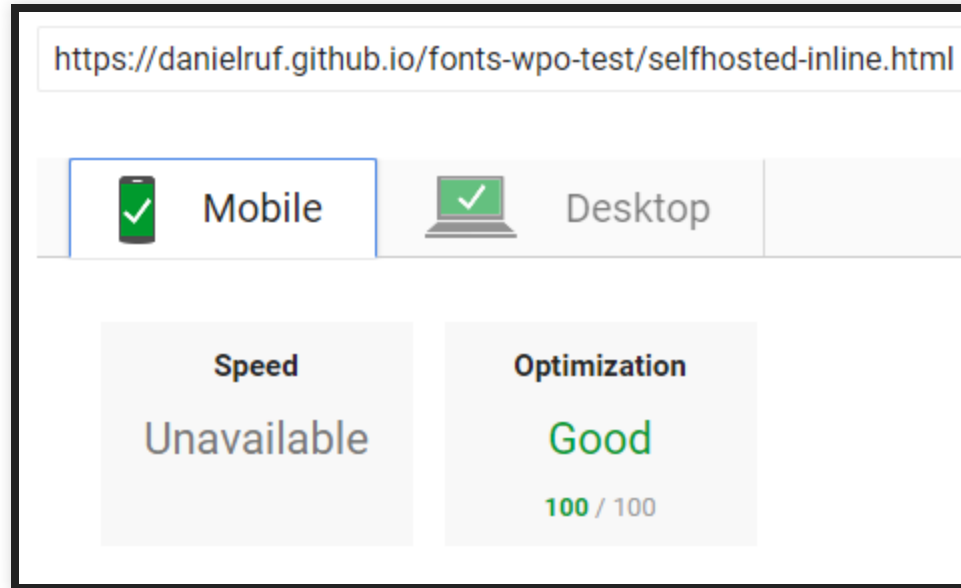 https://danielruf.github.io/fonts-wpo-test/selfhosted-inline.html
Mobile Desktop
Speed Optimization
Unavailable Good
100 / 100